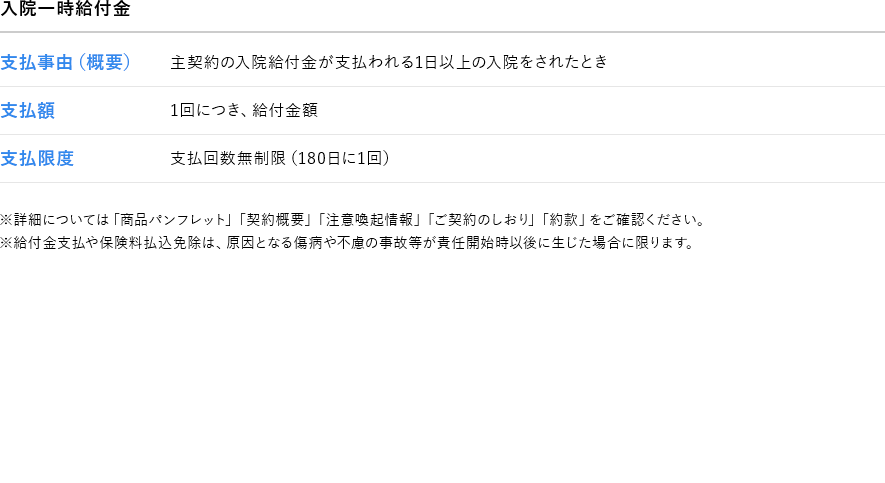 入院一時給付金
支払事由（概要） 主契約の入院給付金が支払われる1日以上の入院をされたとき
支払額 1回につき、給付金額
支払限度 支払回数無制限（180日に1回）
※詳細については「商品パンフレット」「契約概要」「注意喚起情報」「ご契約のしおり」「約款」をご確認ください。
※給付金支払や保険料払込免除は、原因となる傷病や不慮の事故等が責任開始時以後に生じた場合に限ります。